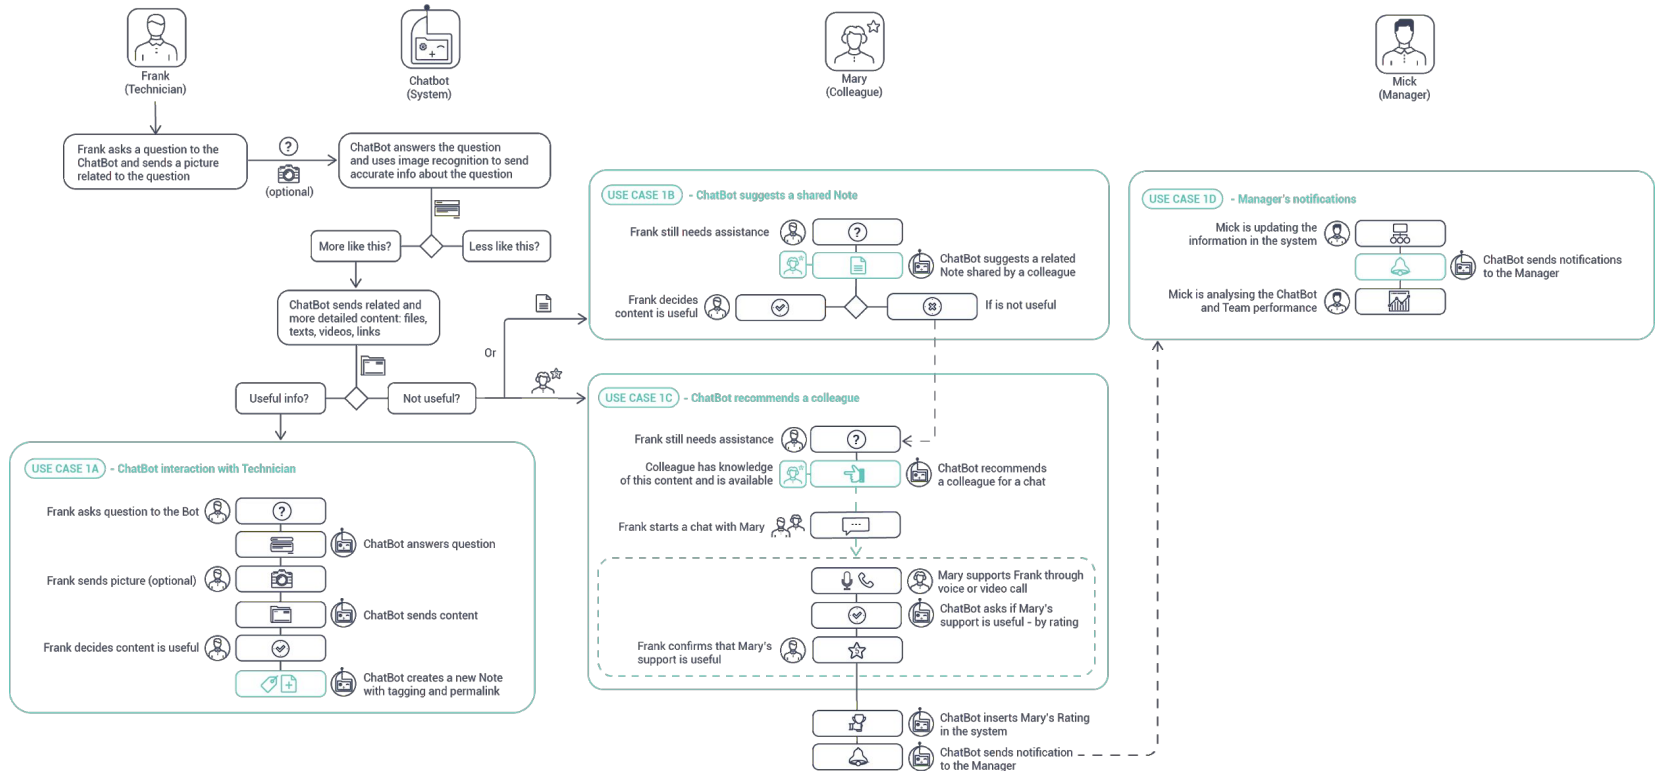 Frank
(Technician)
Chatbot
(System)
Mary
(Colleague)
Mick
(Manager)
Frank asks a question to the
ChatBot and sends a picture
related to the question
(optional)
ChatBot answers the question
and uses image recognition to send
accurate info about the question
More like this?
Less like this?
ChatBot sends related and
more detailed content: files,
texts, videos, links
Or
Useful info?
Not useful?
USE CASE 1A - ChatBot interaction with Technician
Frank asks question to the Bot
ChatBot answers question
Frank sends picture (optional)
ChatBot sends content
Frank decides content is useful
ChatBot creates a new Note
with tagging and permalink
USE CASE 1B - ChatBot suggests a shared Note
Frank still needs assistance
ChatBot suggests a related
Note shared by a colleague
Frank decides
content is useful
If is not useful
USE CASE 1C - ChatBot recommends a colleague
Frank still needs assistance
Colleague has knowledge
of this content and is available
ChatBot recommends
a colleague for a chat
Frank starts a chat with Mary
Mary supports Frank through
voice or video call
ChatBot asks if Mary's
support is useful - by rating
Frank confirms that Mary's
support is useful
ChatBot inserts Mary's Rating
in the system
ChatBot sends notification
to the Manager
USE CASE 1D - Manager's notifications
Mick is updating the
information in the system
ChatBot sends notifications
to the Manager
Mick is analysing the ChatBot
and Team performance